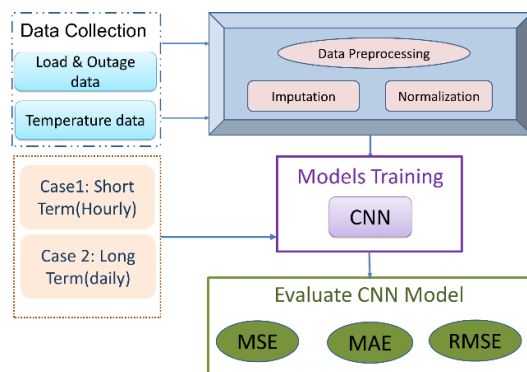 Data Collection
Load & Outage
data
Temperature data
Data Preprocessing
Imputation
Normalization
Case1: Short
Term(Hourly)
Case 2: Long
Term(daily)
Models Training
CNN
Evaluate CNN Model
MSE
MAE
RMSE